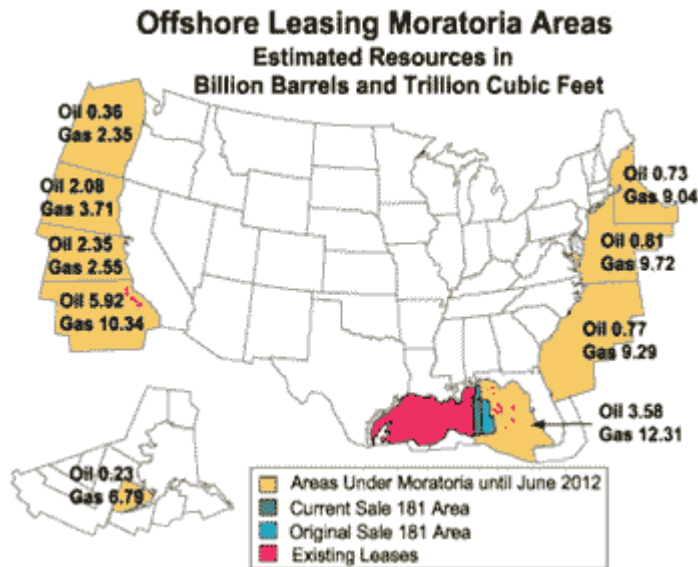 Offshore Leasing Moratoria Areas
Estimated Resources in
Billion Barrels and Trillion Cubic Feet
Oil 0.36
Gas 2.35
Oil 2.08
Gas 3.71
Oil 2.35
Gas 2.55
Oil 5.92
Gas 10.34
Oil 0.73
Gas 9.04
Oil 0.81
Gas 9.72
Oil 0.77
Gas 9.29
Oil 3.58
Gas 12.31
Oil 0.23
Gas 6.79
Areas Under Moratoria until June 2012
Current Sale 181 Area
Original Sale 181 Area
Existing Leases